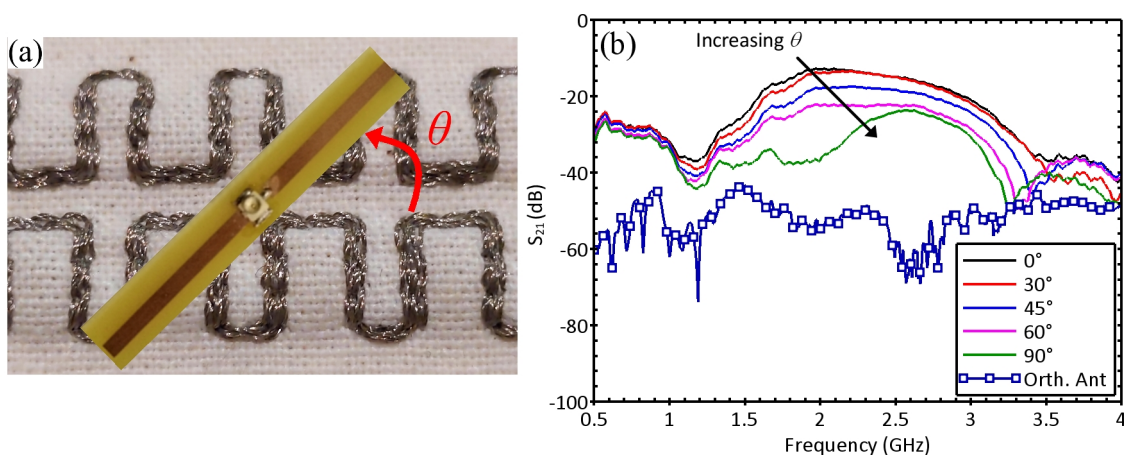 (a)
θ
(b)
Increasing θ
S21 (dB)
0
-20
-40
-60
-80
-100
0.5 1 1.5 2 2.5 3 3.5 4
Frequency (GHz)
0°
30°
45°
60°
90°
Orth. Ant